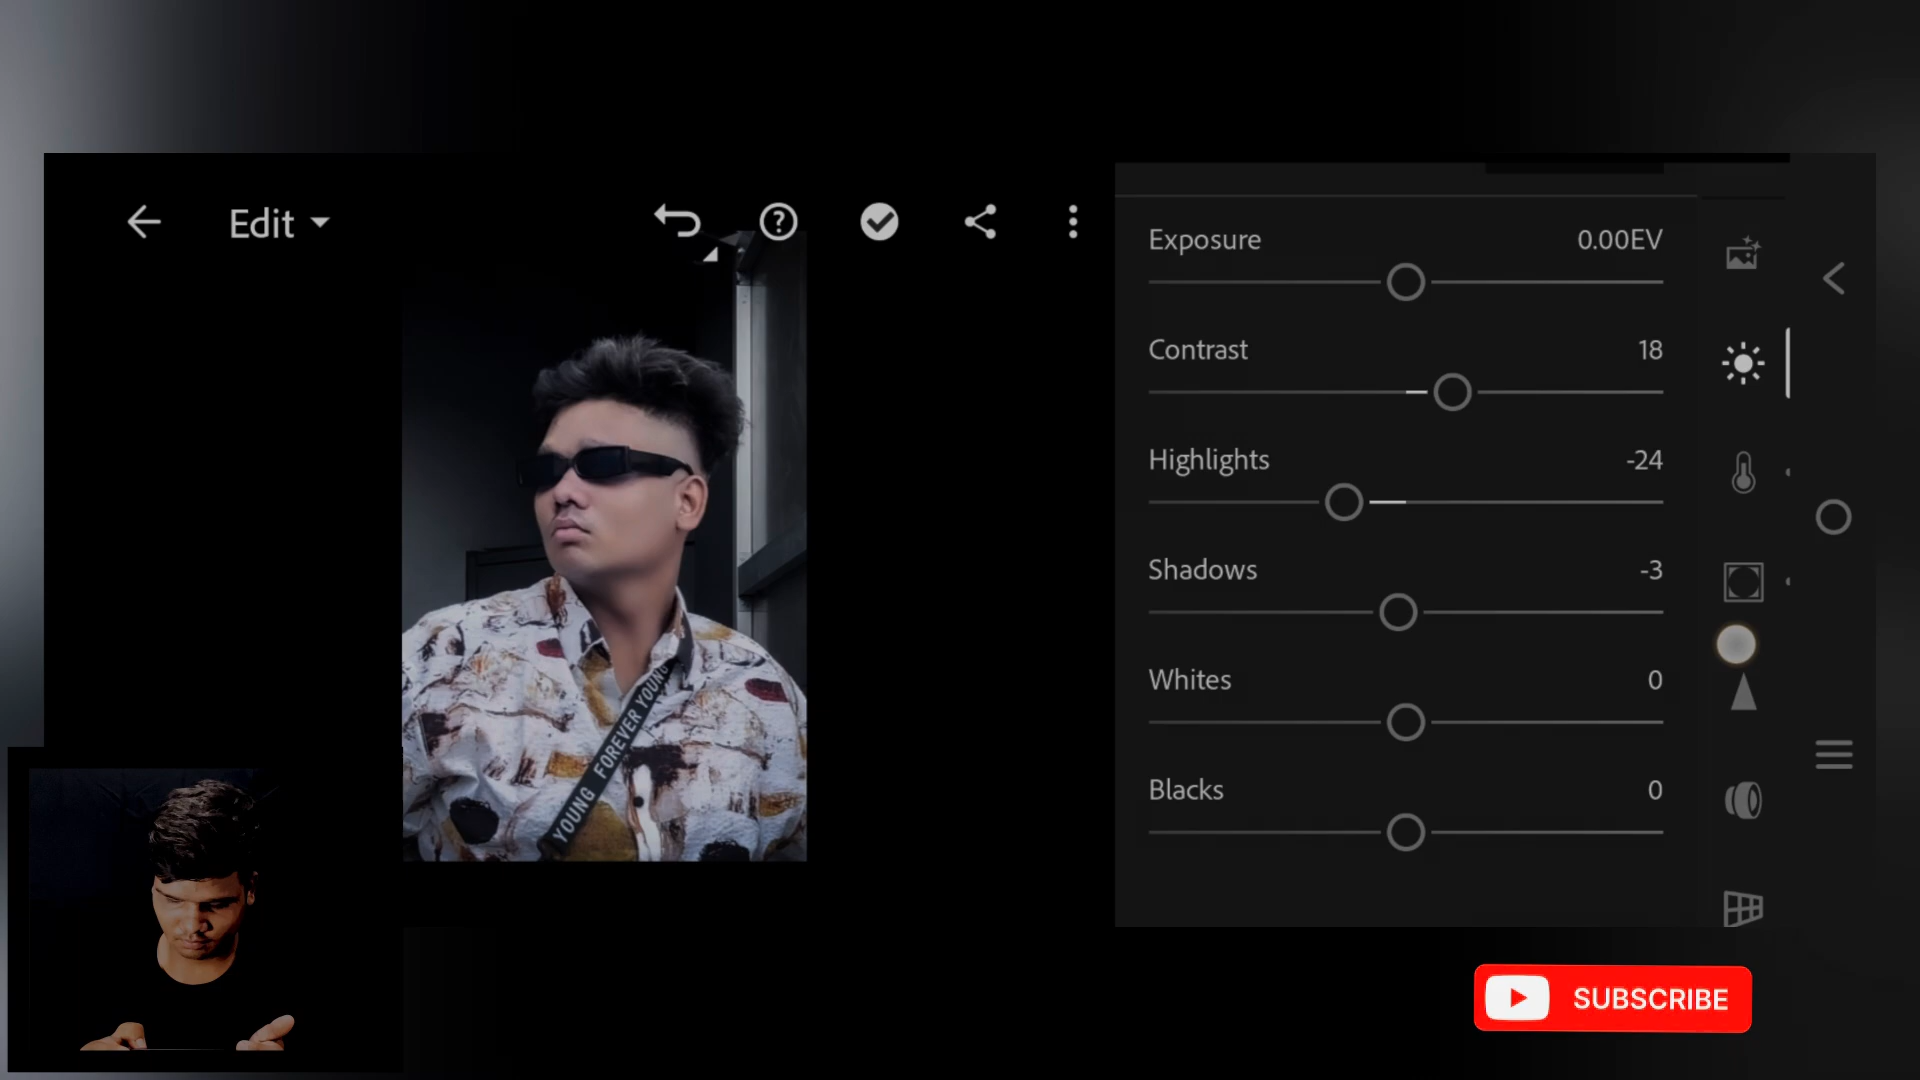 Edit
Exposure 0.00EV
Contrast 18
Highlights -24
Shadows -3
Whites 0
Blacks 0
YOUNG FOREVER YOUNG
SUBSCRIBE